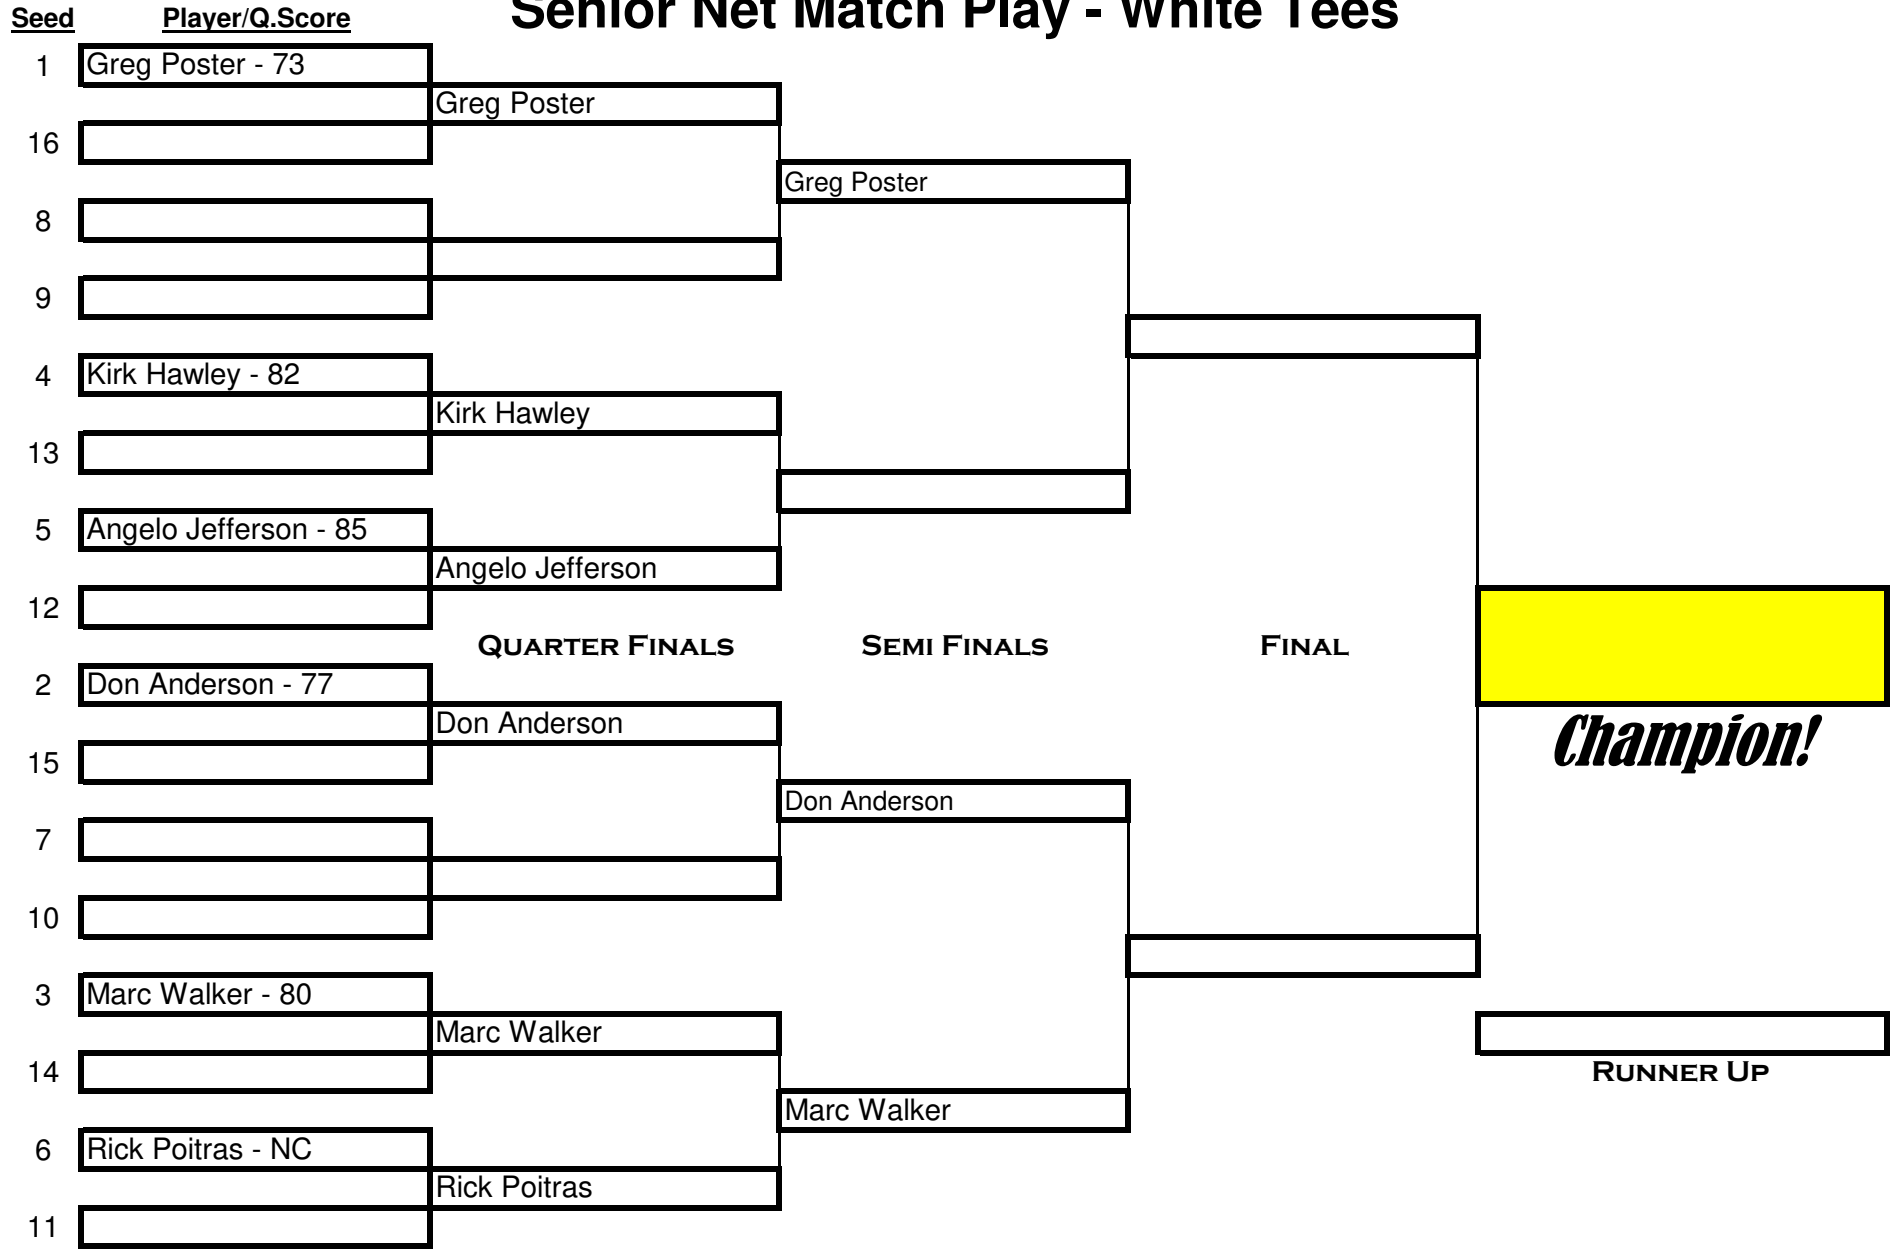 Senior Net Match Play - White Tees
Seed Player/Q.Score
1 Greg Poster - 73
Greg Poster
16
Greg Poster
8
9
4 Kirk Hawley - 82
Kirk Hawley
13
5 Angelo Jefferson - 85
Angelo Jefferson
12
QUARTER FINALS SEMI FINALS FINAL
2 Don Anderson - 77
Don Anderson
Champion!
15
Don Anderson
7
10
3 Marc Walker - 80
Marc Walker
14
RUNNER UP
Marc Walker
6 Rick Poitras - NC
Rick Poitras
11